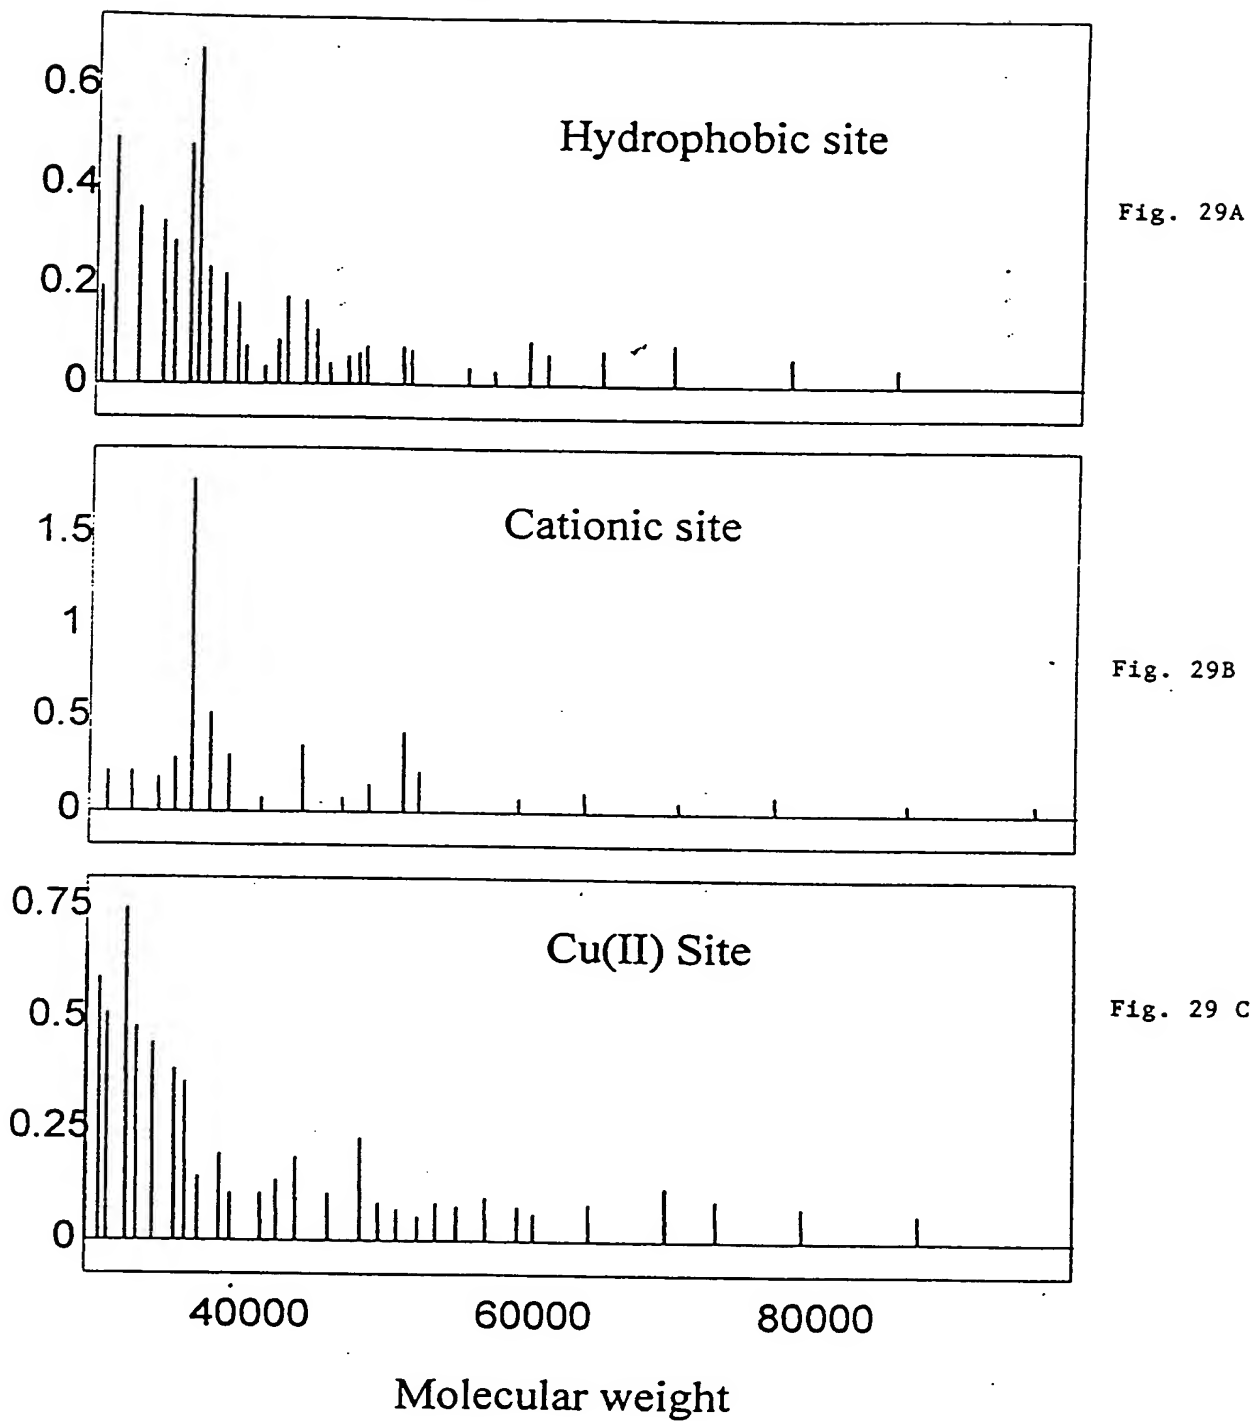 0.6
0.4
0.2
0
Hydrophobic site
Fig. 29A
1.5
1
0.5
0
Cationic site
Fig. 29B
0.75
0.5
0.25
0
Cu(II) Site
Fig. 29 C
40000 60000 80000
Molecular weight